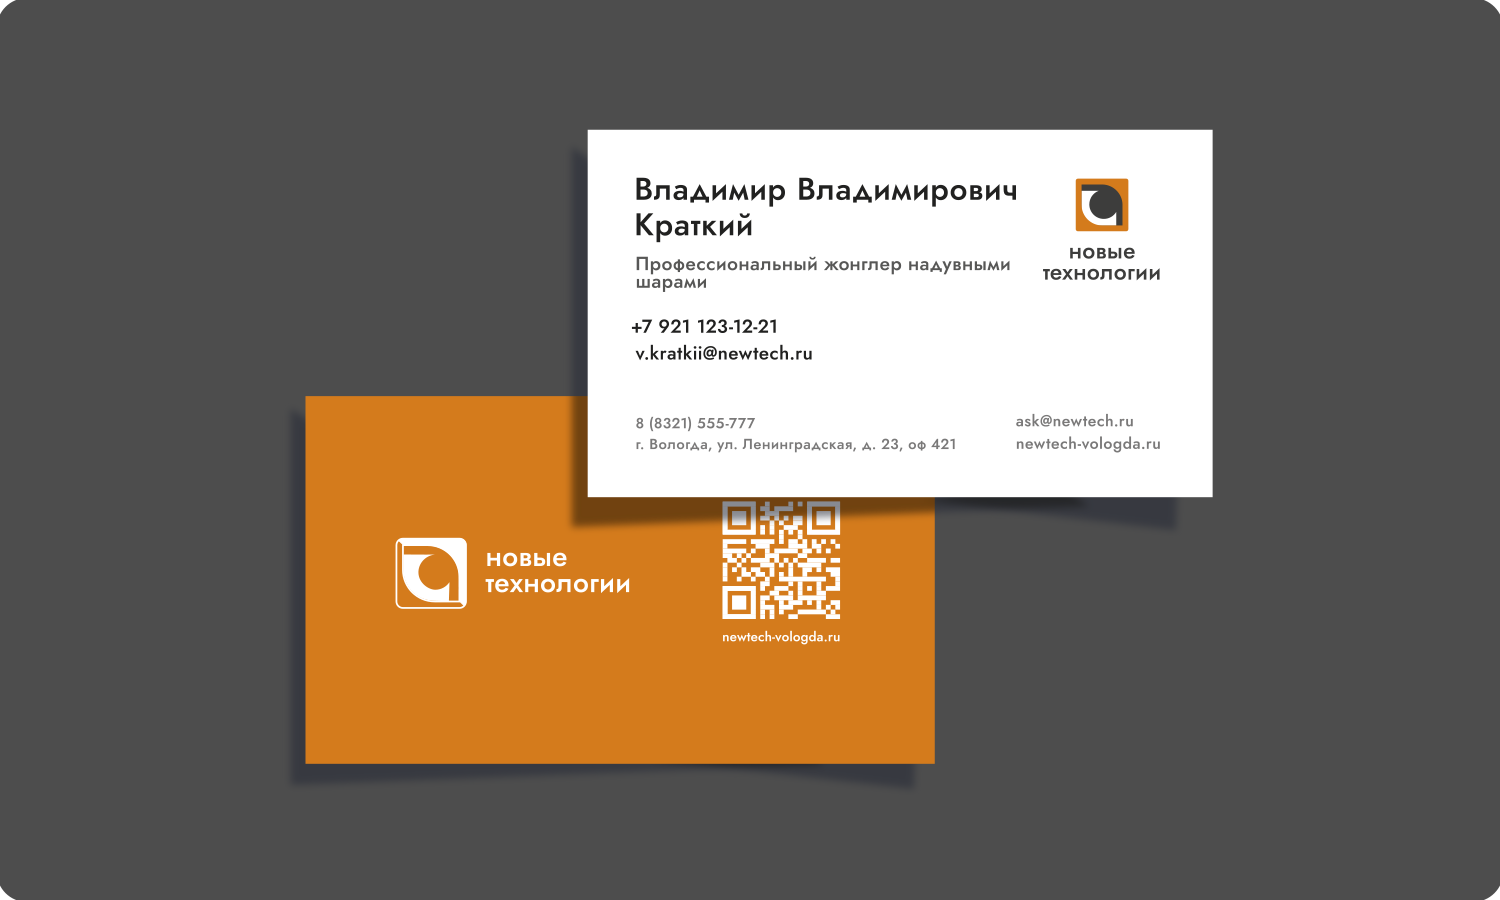 Владимир Владимирович
Краткий
Профессиональный жонглер надувными
шарами
+7 921 123-12-21
v.kratkii@newtech.ru
8 (8321) 555-777
г. Вологда, ул. Ленинградская, д. 23, оф 421
новые
технологии
ask@newtech.ru
newtech-vologda.ru
новые
технологии
newtech-vologda.ru